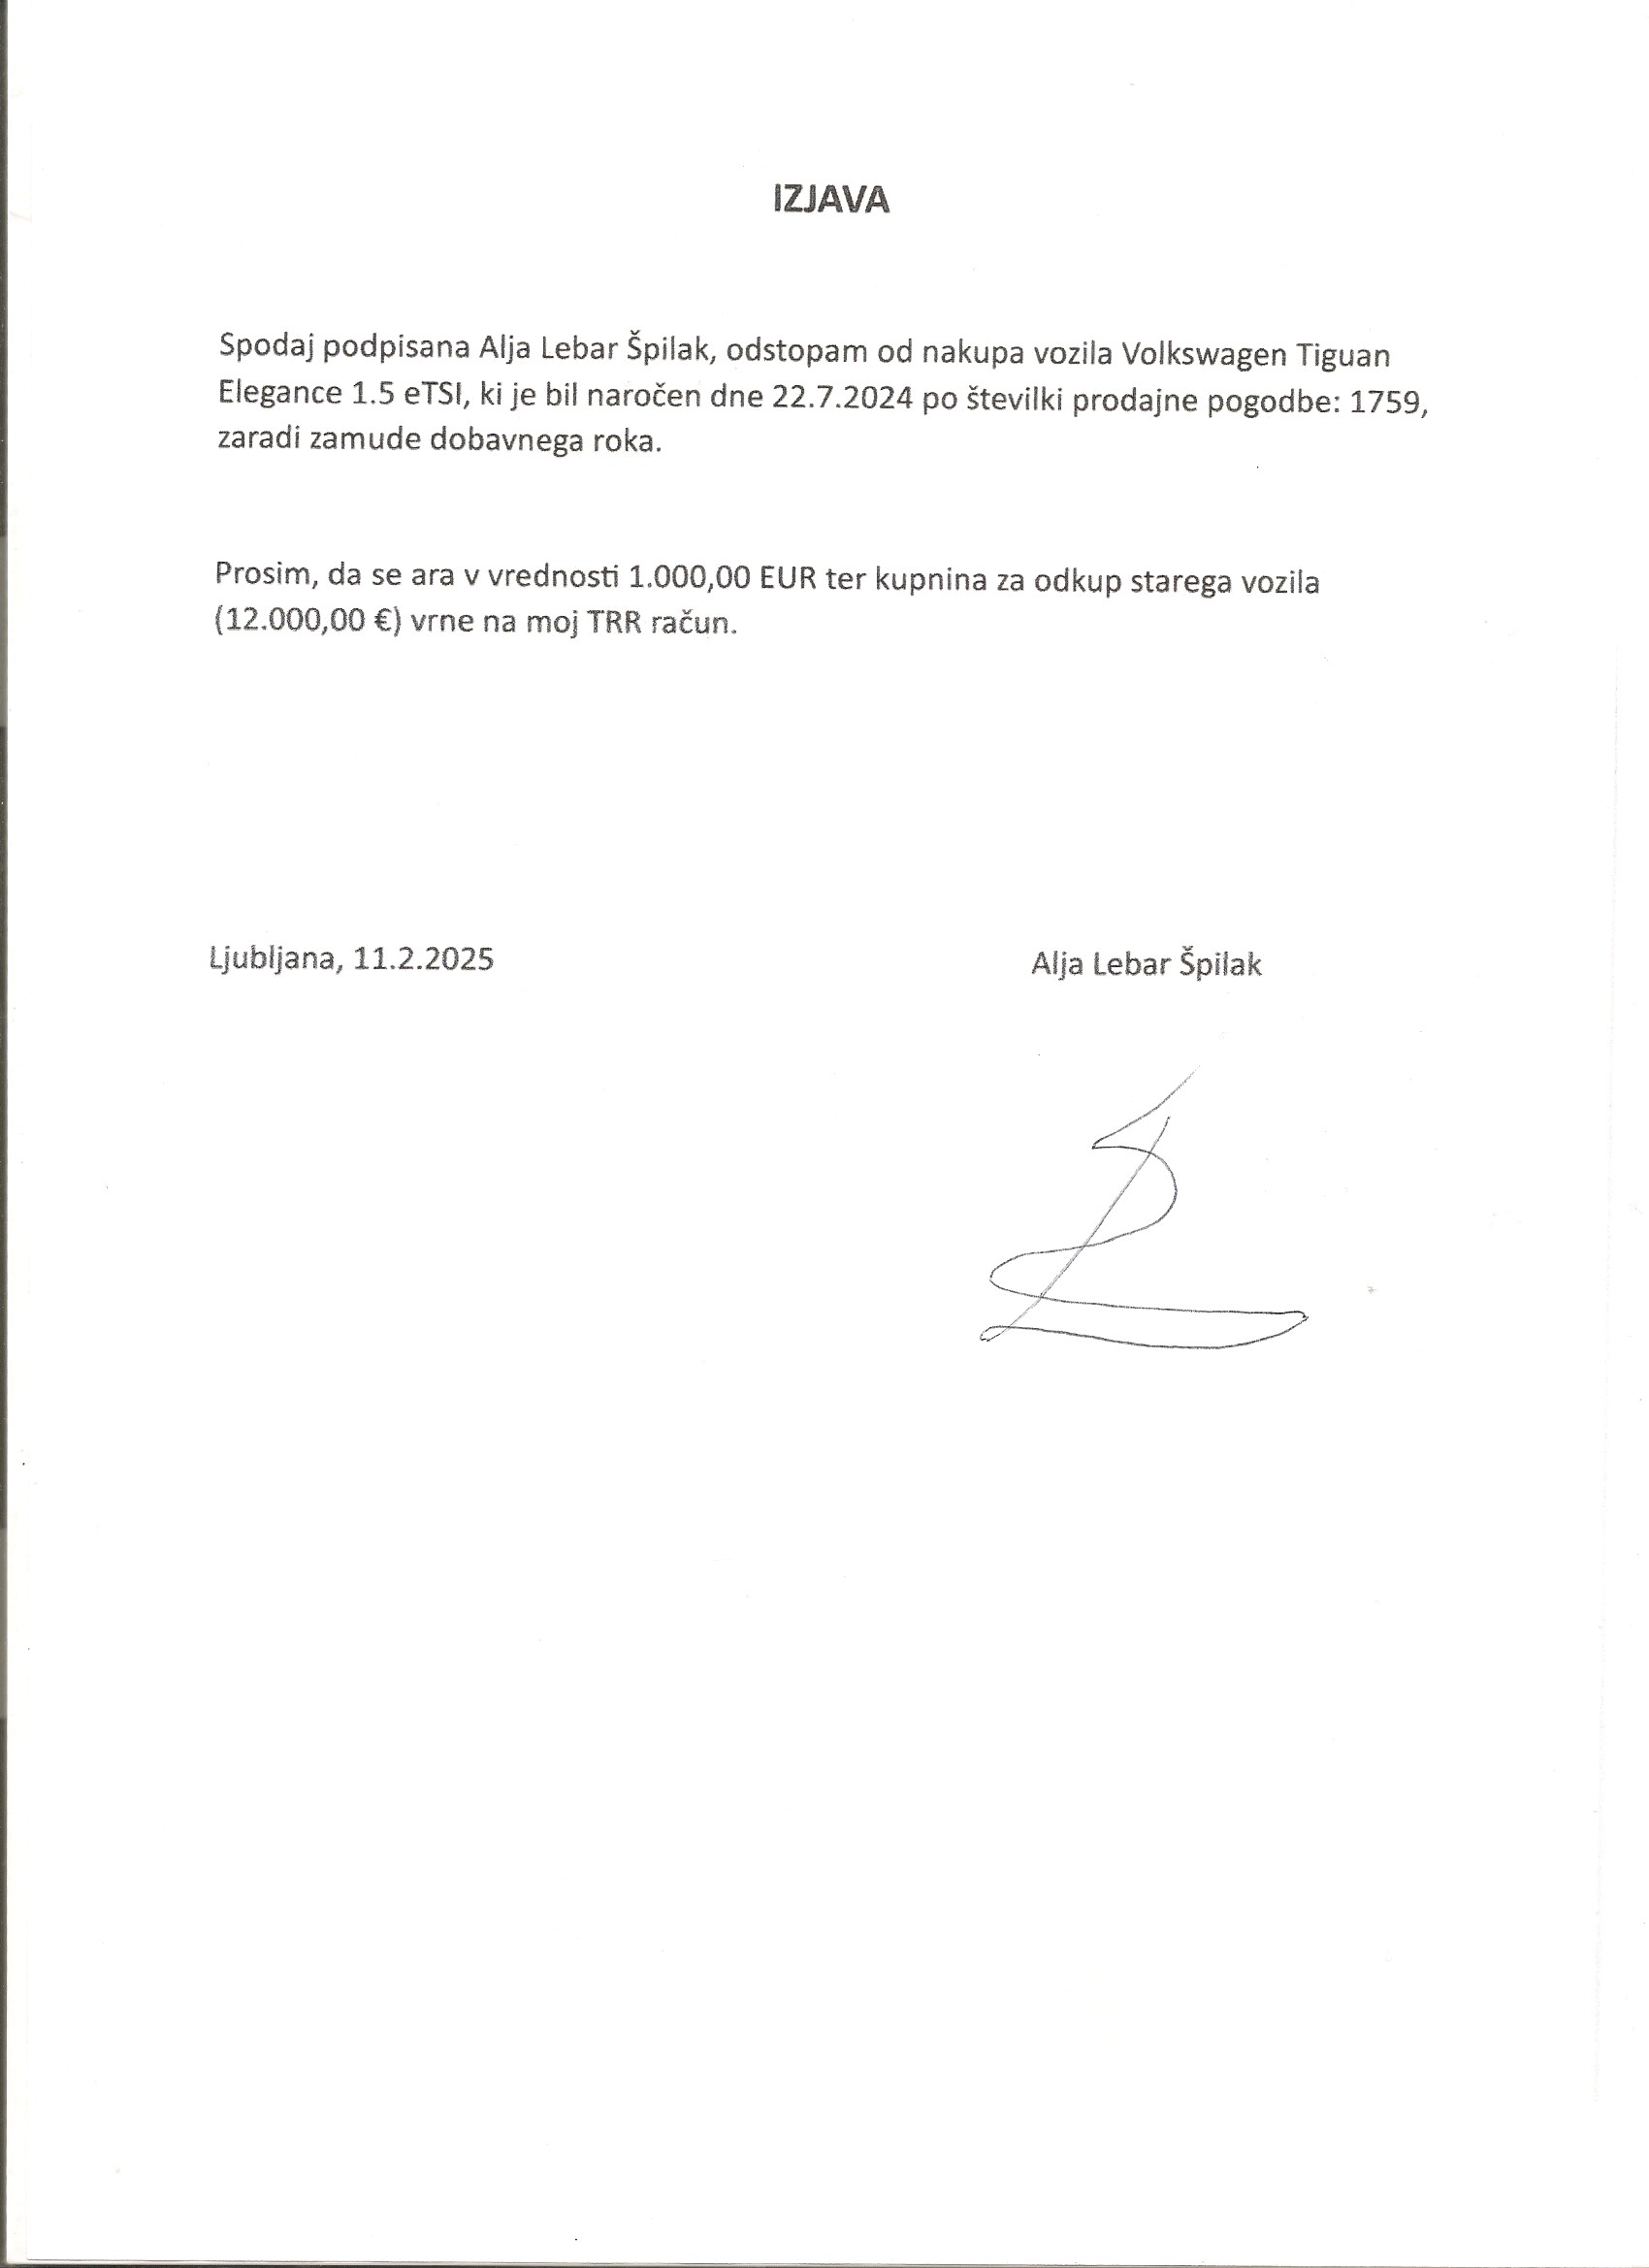 IZJAVA
Spodaj podpisana Alja Lebar Špilak, odstopam od nakupa vozila Volkswagen Tiguan
Elegance 1.5 eTSI, ki je bil naročen dne 22.7.2024 po številki prodajne pogodbe: 1759,
zaradi zamude dobavnega roka.
Prosim, da se ara v vrednosti 1.000,00 EUR ter kupnina za odkup starega vozila
(12.000,00 €) vrne na moj TRR račun.
Ljubljana, 11.2.2025
Alja Lebar Špilak